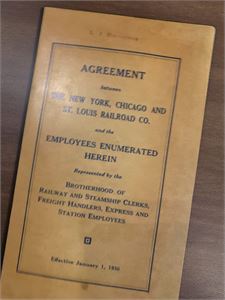 AGREEMENT
between
THE NEW YORK, CHICAGO AND
ST. LOUIS RAILROAD CO.
and the
EMPLOYEES ENUMERATED
HEREIN
Represented by the
BROTHERHOOD OF
RAILWAY AND STEAMSHIP CLERKS,
FREIGHT HANDLERS, EXPRESS AND
STATION EMPLOYEES
Effective January 1,